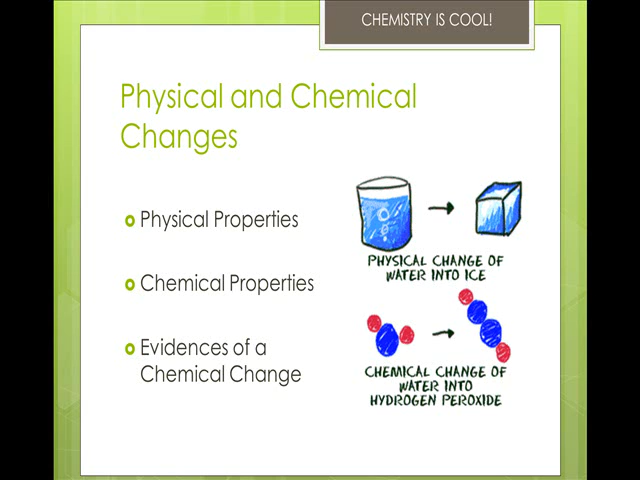 CHEMISTRY IS COOL!
Physical and Chemical
Changes
Physical Properties
Chemical Properties
Evidences of a
Chemical Change
PHYSICAL CHANGE OF
WATER INTO ICE
CHEMICAL CHANGE OF
WATER INTO
HYDROGEN PEROXIDE